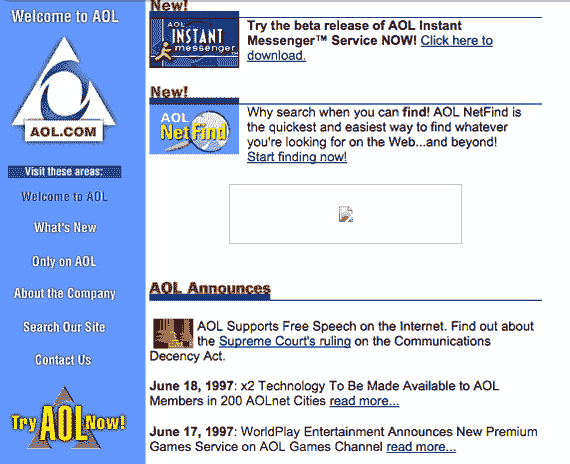 Welcome to AOL
AOL.COM
Visit these areas:
Welcome to AOL
What's New
Only on AOL
About the Company
Search Our Site
Contact Us
Try AOL Now!
New!
AOL
INSTANT
messenger
Try the beta release of AOL Instant
Messenger™ Service NOW! Click here to
download.
New!
AOL
NetFind
Why search when you can find! AOL NetFind is
the quickest and easiest way to find whatever
you're looking for on the Web...and beyond!
Start finding now!
AOL Announces
AOL Supports Free Speech on the Internet. Find out about
the Supreme Court's ruling on the Communications
Decency Act.
June 18, 1997: x2 Technology To Be Made Available to AOL
Members in 200 AOLnet Cities read more...
June 17, 1997: WorldPlay Entertainment Announces New Premium
Games Service on AOL Games Channel read more...